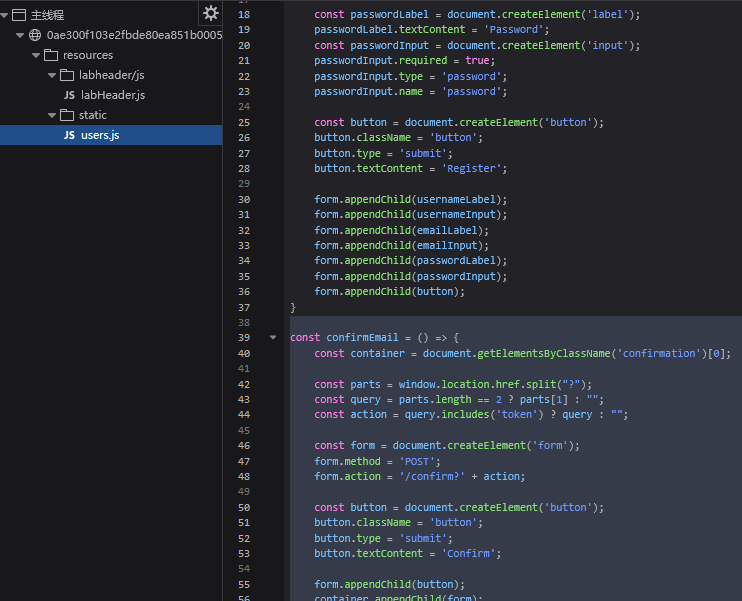 主线程
0ae300f103e2fbde80ea851b0005
resources
labheader/js
JS labHeader.js
static
JS users.js
18 const passwordLabel = document.createElement('label');
19 passwordLabel.textContent = 'Password';
20 const passwordInput = document.createElement('input');
21 passwordInput.required = true;
22 passwordInput.type = 'password';
23 passwordInput.name = 'password';
24
25 const button = document.createElement('button');
26 button.className = 'button';
27 button.type = 'submit';
28 button.textContent = 'Register';
29
30 form.appendChild(usernameLabel);
31 form.appendChild(usernameInput);
32 form.appendChild(emailLabel);
33 form.appendChild(emailInput);
34 form.appendChild(passwordLabel);
35 form.appendChild(passwordInput);
36 form.appendChild(button);
37 }
38
39 const confirmEmail = () => {
40 const container = document.getElementsByClassName('confirmation')[0];
41
42 const parts = window.location.href.split("?");
43 const query = parts.length == 2 ? parts[1] : "";
44 const action = query.includes('token') ? query : "";
45
46 const form = document.createElement('form');
47 form.method = 'POST';
48 form.action = '/confirm?' + action;
49
50 const button = document.createElement('button');
51 button.className = 'button';
52 button.type = 'submit';
53 button.textContent = 'Confirm';
54
55 form.appendChild(button);
56 container.appendChild(form);